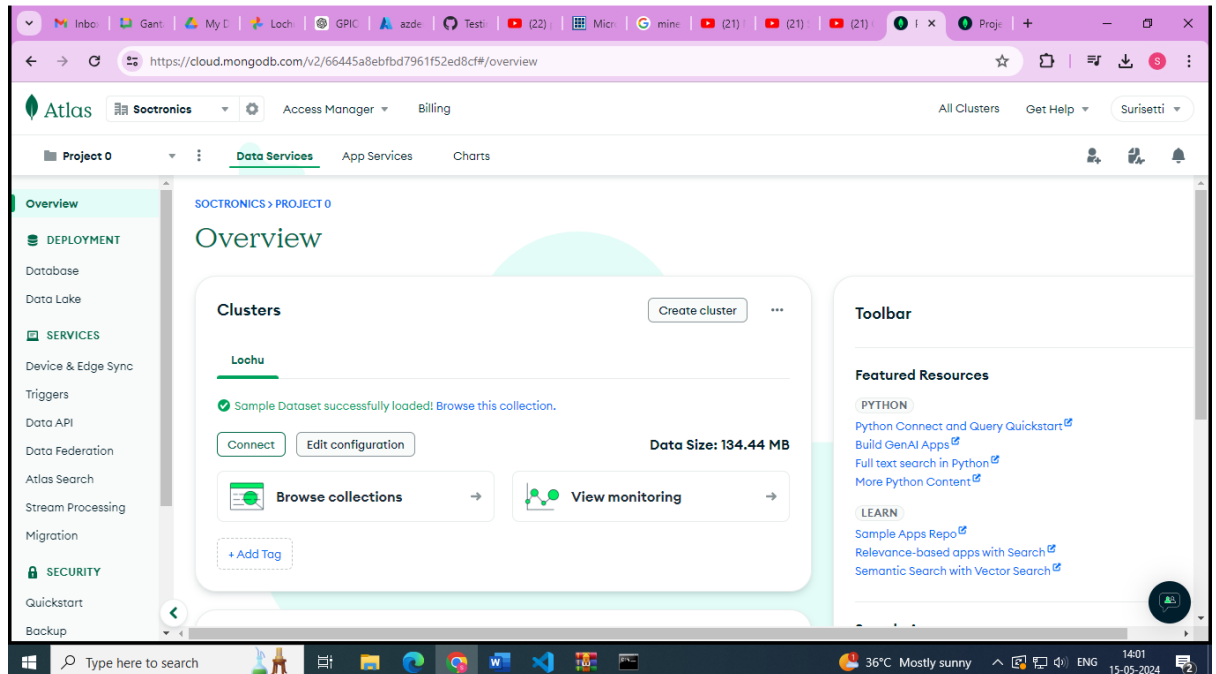 Inbo
Gant
My D
Loch
GPIC
azde
Testi
(22)
Micr
mine
(21)
(21)
(21)
Proje
https://cloud.mongodb.com/v2/66445a8ebfbd7961f52ed8cf#/overview
S
Atlas
Soctronics
Access Manager
Billing
All Clusters
Get Help
Surisetti
Project 0
Data Services
App Services
Charts
Overview
DEPLOYMENT
Database
Data Lake
SERVICES
Device & Edge Sync
Triggers
Data API
Data Federation
Atlas Search
Stream Processing
Migration
SECURITY
Quickstart
Backup
SOCTRONICS > PROJECT 0
Overview
Clusters
Create cluster
Lochu
Sample Dataset successfully loaded! Browse this collection.
Connect
Edit configuration
Data Size: 134.44 MB
Browse collections
View monitoring
+ Add Tag
Toolbar
Featured Resources
PYTHON
Python Connect and Query Quickstart
Build GenAI Apps
Full text search in Python
More Python Content
LEARN
Sample Apps Repo
Relevance-based apps with Search
Semantic Search with Vector Search
Type here to search
36°C Mostly sunny
ENG
14:01
15-05-2024
2